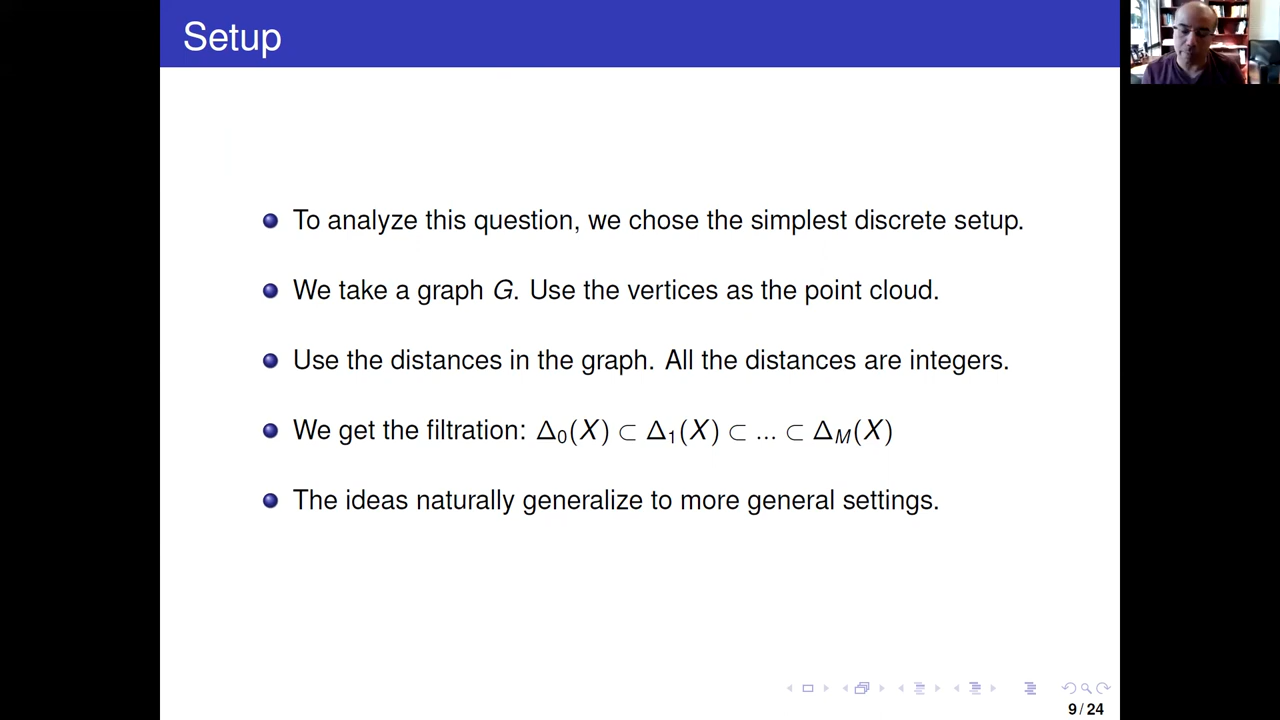 Setup
To analyze this question, we chose the simplest discrete setup.
We take a graph G. Use the vertices as the point cloud.
Use the distances in the graph. All the distances are integers.
We get the filtration: Δ₀(X) ⊂ Δ₁(X) ⊂ ... ⊂ Δ_M(X)
The ideas naturally generalize to more general settings.
9 / 24